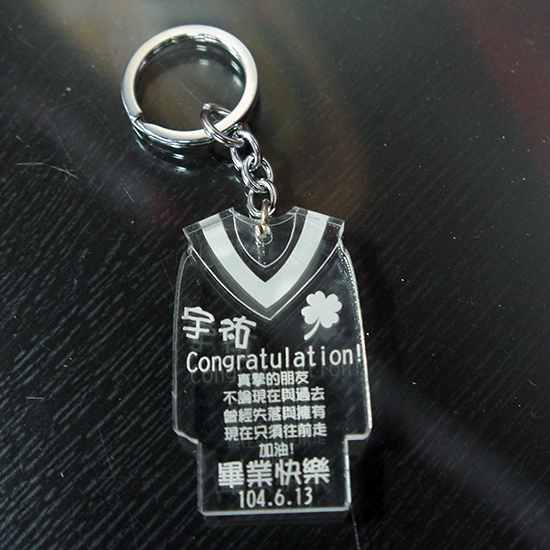 宇祐
Congratulation!
真摯的朋友
不論現在與過去
曾經失落與擁有
現在只須往前走
加油!
畢業快樂
104.6.13